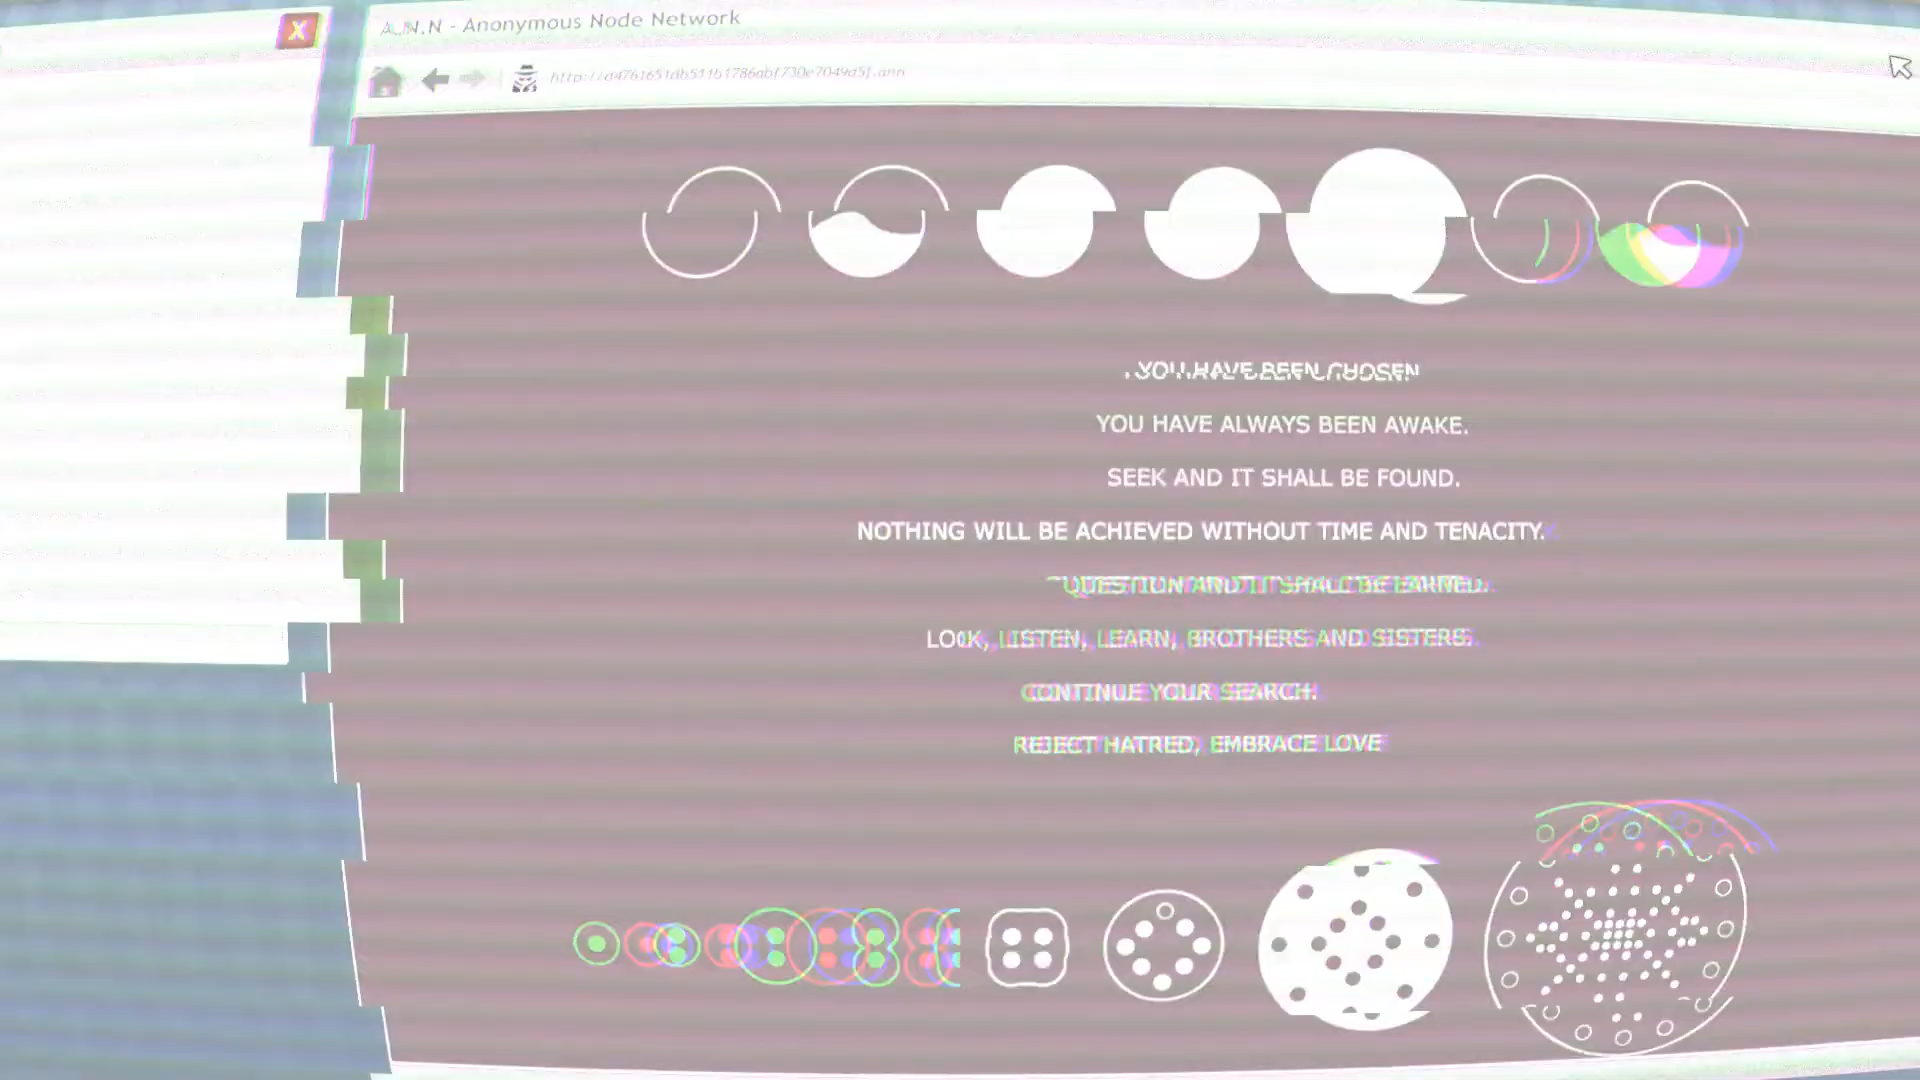 A.N.N - Anonymous Node Network
YOU HAVE BEEN CHOSEN
YOU HAVE ALWAYS BEEN AWAKE.
SEEK AND IT SHALL BE FOUND.
NOTHING WILL BE ACHIEVED WITHOUT TIME AND TENACITY.
QUESTION AND IT SHALL BE EARNED.
LOOK, LISTEN, LEARN, BROTHERS AND SISTERS.
CONTINUE YOUR SEARCH.
REJECT HATRED, EMBRACE LOVE